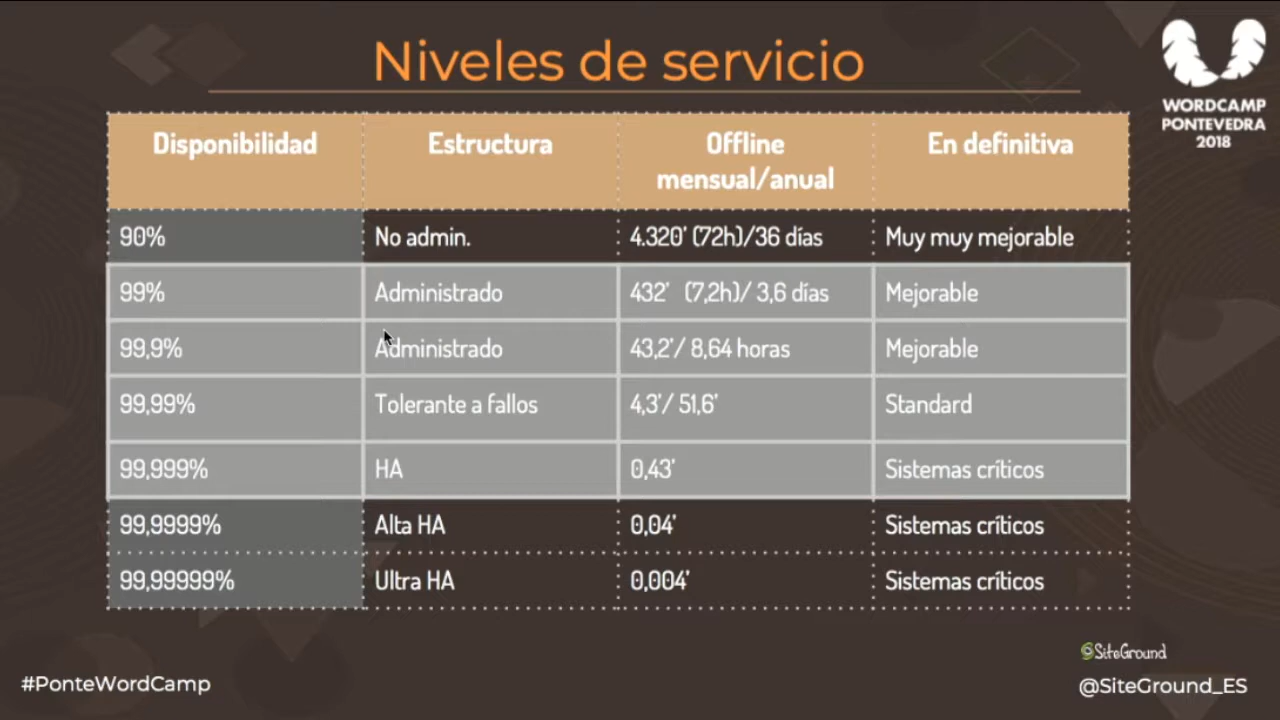 Niveles de servicio
WORDCAMP
PONTEVEDRA
2018
Disponibilidad Estructura Offline mensual/anual En definitiva
90% No admin. 4.320' (72h)/36 días Muy muy mejorable
99% Administrado 432' (7,2h)/ 3,6 días Mejorable
99,9% Administrado 43,2'/ 8,64 horas Mejorable
99,99% Tolerante a fallos 4,3'/ 51,6' Standard
99,999% HA 0,43' Sistemas críticos
99,9999% Alta HA 0,04' Sistemas críticos
99,99999% Ultra HA 0,004' Sistemas críticos
SiteGround
#PonteWordCamp
@SiteGround_ES